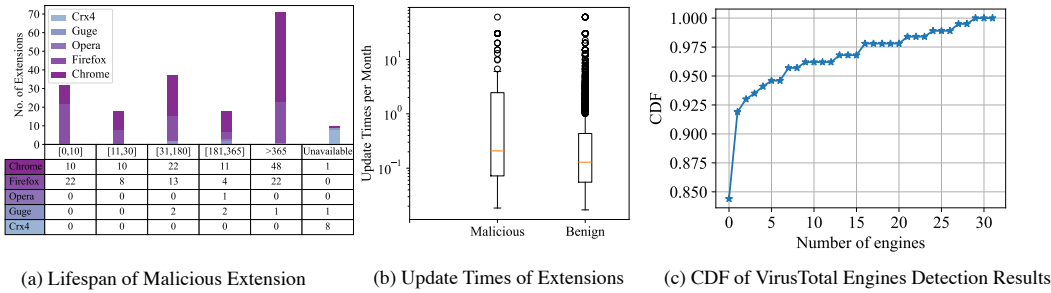 70
60
50
40
30
20
10
0
No. of Extensions
Crx4
Guge
Opera
Firefox
Chrome
[0,10] [11,30] [31,180] [181,365] >365 Unavailable
Chrome 10 10 22 11 48 1
Firefox 22 8 13 4 22 0
Opera 0 0 0 1 0 0
Guge 0 0 2 2 1 1
Crx4 0 0 0 0 0 8
(a) Lifespan of Malicious Extension
Update Times per Month
10^1
10^0
10^-1
Malicious Benign
(b) Update Times of Extensions
CDF
1.000
0.975
0.950
0.925
0.900
0.875
0.850
0 5 10 15 20 25 30
Number of engines
(c) CDF of VirusTotal Engines Detection Results